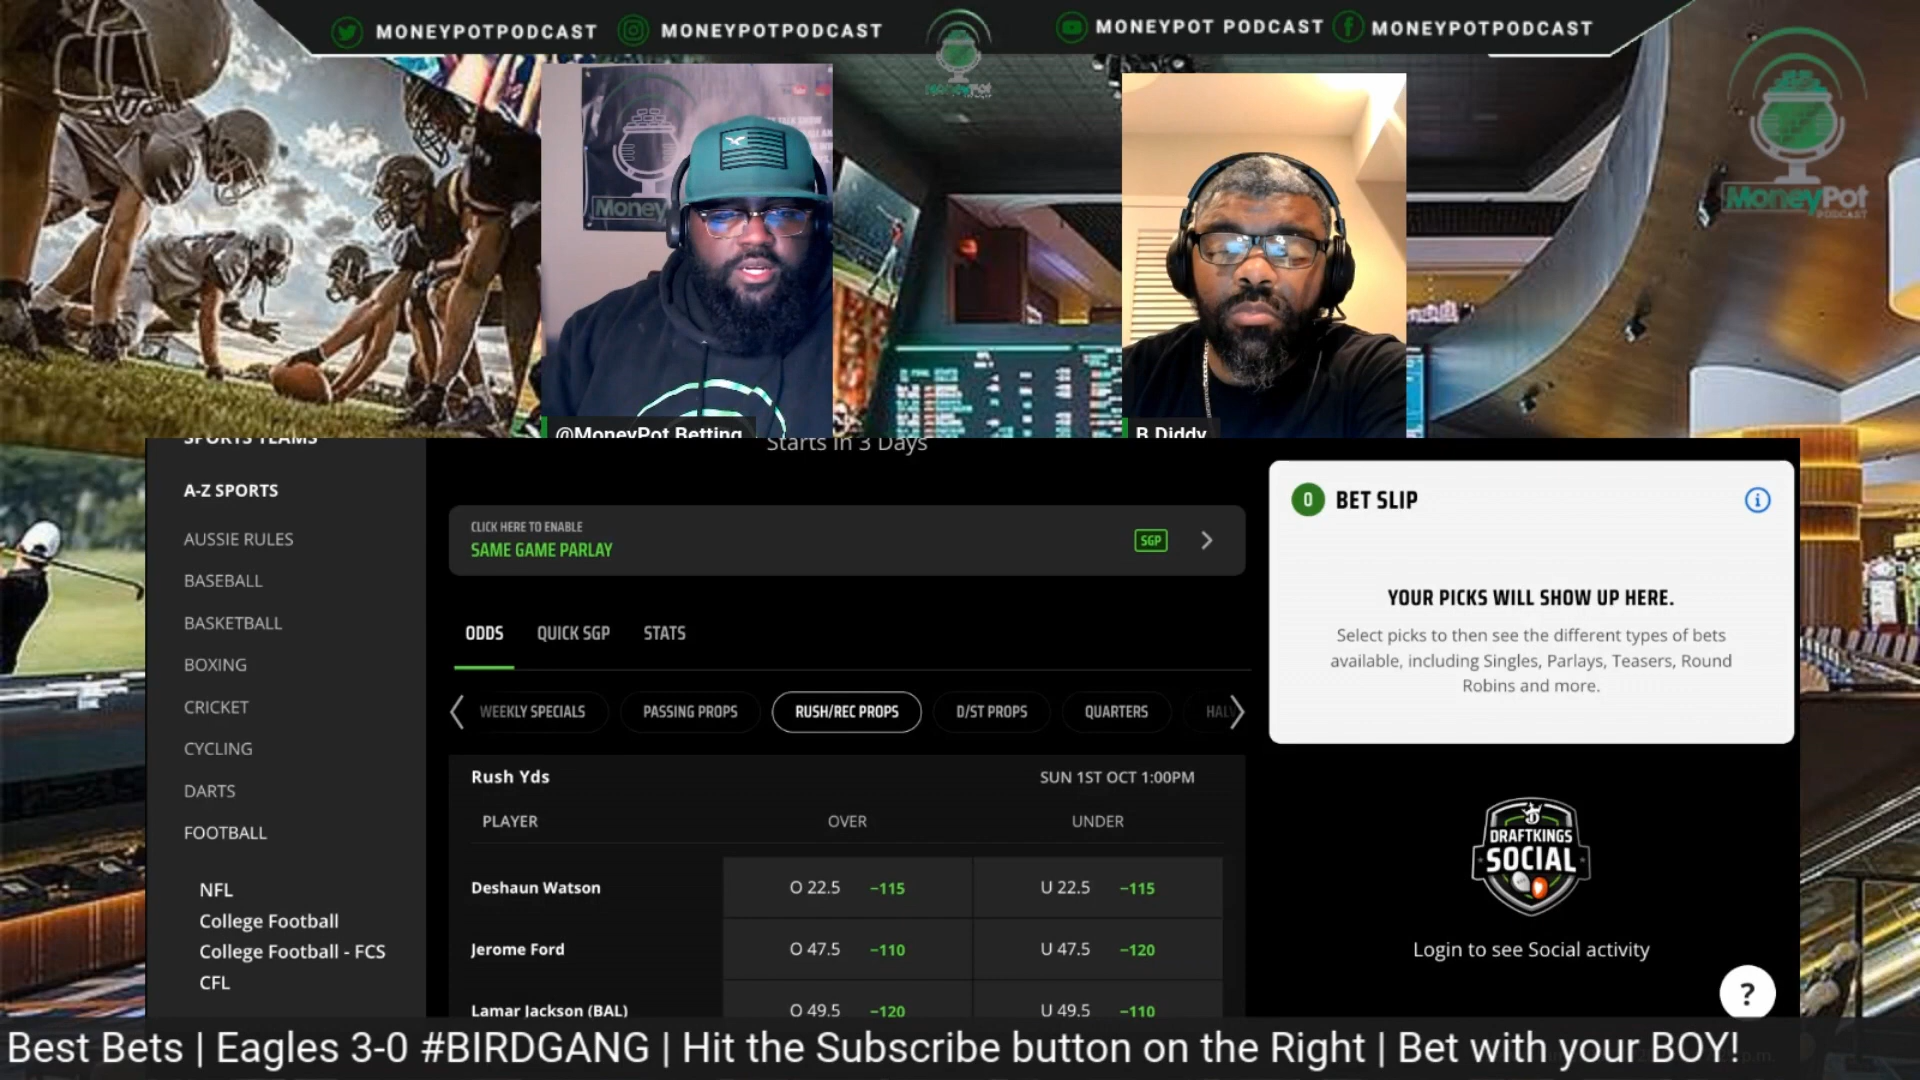 MONEYPOTPODCAST
MONEYPOTPODCAST
MONEYPOT PODCAST
MONEYPOTPODCAST
MoneyPot
MoneyPot
PODCAST
Money
@MoneyPot Betting
B Diddy
SPORTS TEAMS
Starts in 3 Days
A-Z SPORTS
AUSSIE RULES
BASEBALL
BASKETBALL
BOXING
CRICKET
CYCLING
DARTS
FOOTBALL
NFL
College Football
College Football - FCS
CFL
CLICK HERE TO ENABLE
SAME GAME PARLAY
SGP
ODDS QUICK SGP STATS
WEEKLY SPECIALS PASSING PROPS RUSH/REC PROPS D/ST PROPS QUARTERS HAL
Rush Yds SUN 1ST OCT 1:00PM
PLAYER OVER UNDER
Deshaun Watson O 22.5 −115 U 22.5 −115
Jerome Ford O 47.5 −110 U 47.5 −120
Lamar Jackson (BAL) O 49.5 −120 U 49.5 −110
0 BET SLIP
YOUR PICKS WILL SHOW UP HERE.
Select picks to then see the different types of bets
available, including Singles, Parlays, Teasers, Round
Robins and more.
DRAFTKINGS
SOCIAL
Login to see Social activity
?
Best Bets | Eagles 3-0 #BIRDGANG | Hit the Subscribe button on the Right | Bet with your BOY!